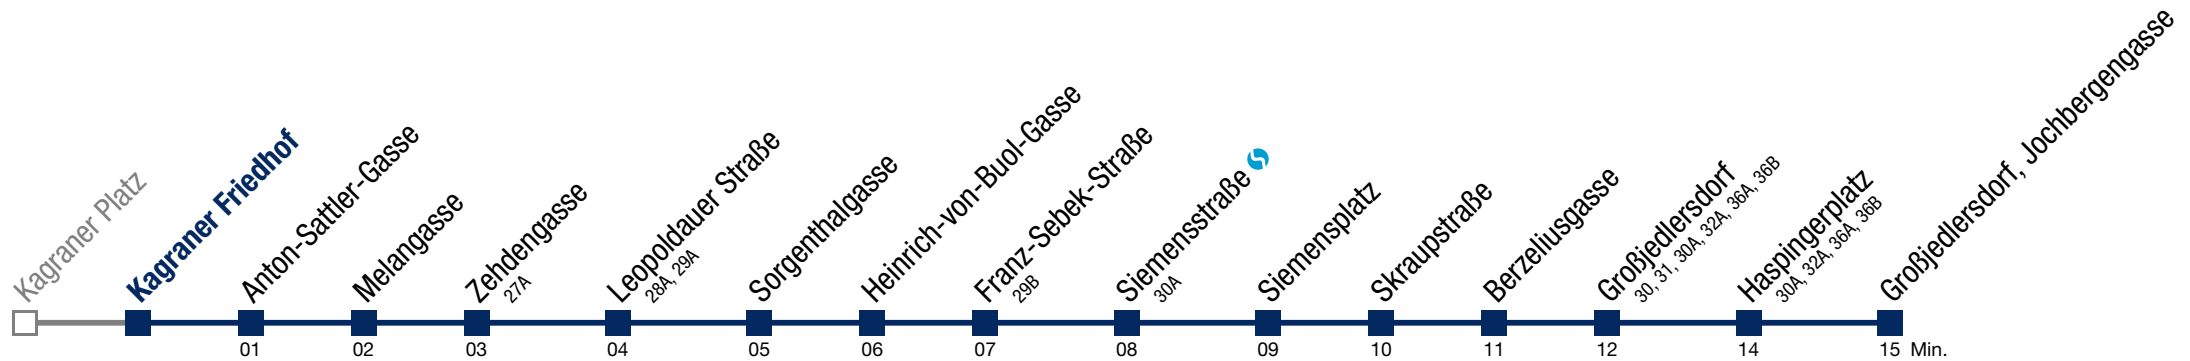 Kagraner Platz
Kagraner Friedhof
Anton-Sattler-Gasse
Melangasse
Zehdengasse
27A
Leopoldauer Straße
28A, 29A
Sorgenthalgasse
Heinrich-von-Buol-Gasse
Franz-Sebek-Straße
29B
Siemensstraße
30A
Siemensplatz
Skraupstraße
Berzeliusgasse
Großjedlersdorf
30, 31, 30A, 32A, 36A, 36B
Haspingerplatz
30A, 32A, 36A, 36B
Großjedlersdorf, Jochbergengasse
01 02 03 04 05 06 07 08 09 10 11 12 14 15 Min.